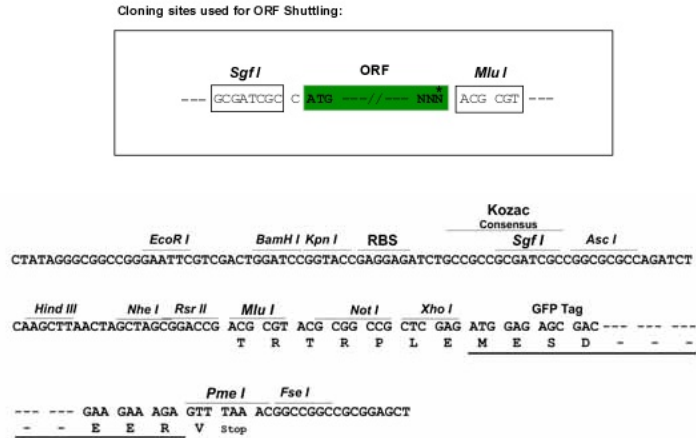 Cloning sites used for ORF Shuttling:
Sgf I ORF Mlu I
*
--- GCGATCGC C ATG ---//--- NNN ACG CGT ---
Kozac
Consensus
EcoR I BamH I Kpn I RBS Sgf I Asc I
CTATAGGGCGGCCGGGAATTCGTCGACTGGATCCGGTACCGAGGAGATCTGCCGCCGCGATCGCCGGCGCGCCAGATCT
Hind III Nhe I Rsr II Mlu I Not I Xho I GFP Tag
CAAGCTTAACTAGCTAGCGGACCG ACG CGT ACG CGG CCG CTC GAG ATG GAG AGC GAC --- --- ---
T R T R P L E M E S D - - -
Pme I Fse I
--- --- GAA GAA AGA GTT TAA ACGGCCGGCCGCGGAGCT
- - E E R V Stop